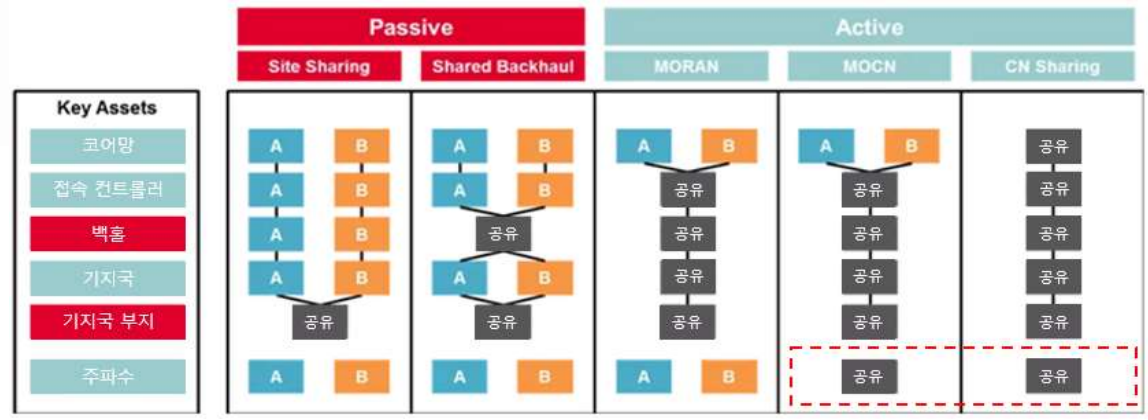 Passive Active
Site Sharing Shared Backhaul MORAN MOCN CN Sharing
Key Assets
코어망 A B A B A B A B 공유
접속 컨트롤러 A B A B 공유 공유 공유
백홀 A B 공유 공유 공유 공유
기지국 A B A B 공유 공유 공유
기지국 부지 공유 공유 공유 공유 공유
주파수 A B A B A B 공유 공유